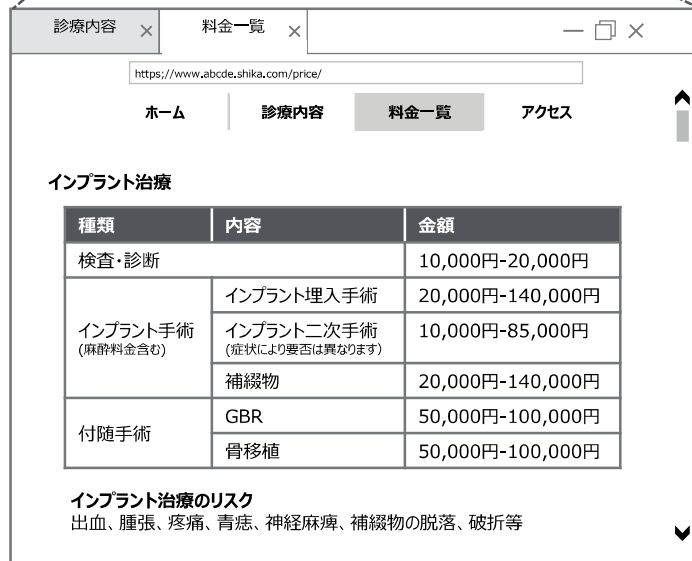 診療内容 × 料金一覧 ×
https;//www.abcde.shika.com/price/
ホーム 診療内容 料金一覧 アクセス
インプラント治療
種類 内容 金額
検査・診断 10,000円-20,000円
インプラント手術
(麻酔料金含む)
インプラント埋入手術 20,000円-140,000円
インプラント二次手術 10,000円-85,000円
(症状により要否は異なります)
補綴物 20,000円-140,000円
付随手術
GBR 50,000円-100,000円
骨移植 50,000円-100,000円
インプラント治療のリスク
出血、腫張、疼痛、青痣、神経麻痺、補綴物の脱落、破折等